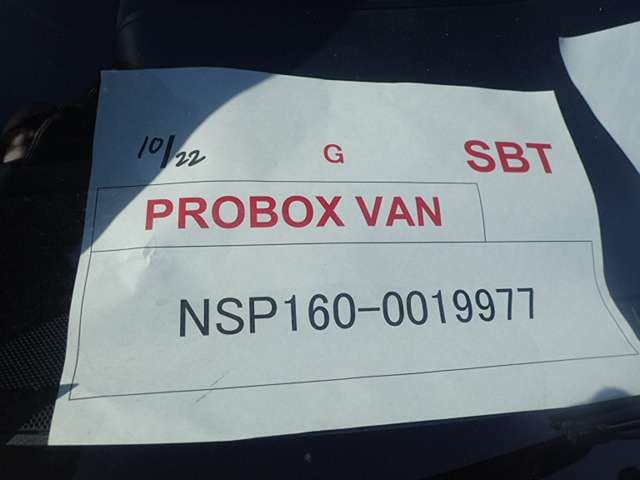 10/22 G SBT
PROBOX VAN
NSP160-0019977